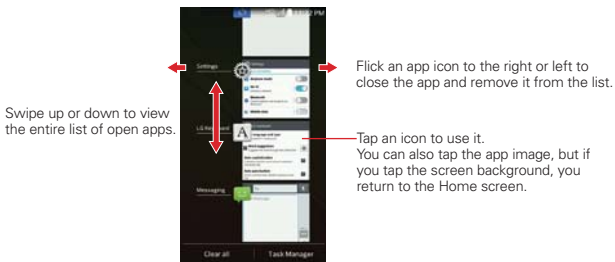 Settings
Flick an app icon to the right or left to
close the app and remove it from the list.
Swipe up or down to view
the entire list of open apps.
Tap an icon to use it.
You can also tap the app image, but if
you tap the screen background, you
return to the Home screen.
Messaging
Clear all
Task Manager